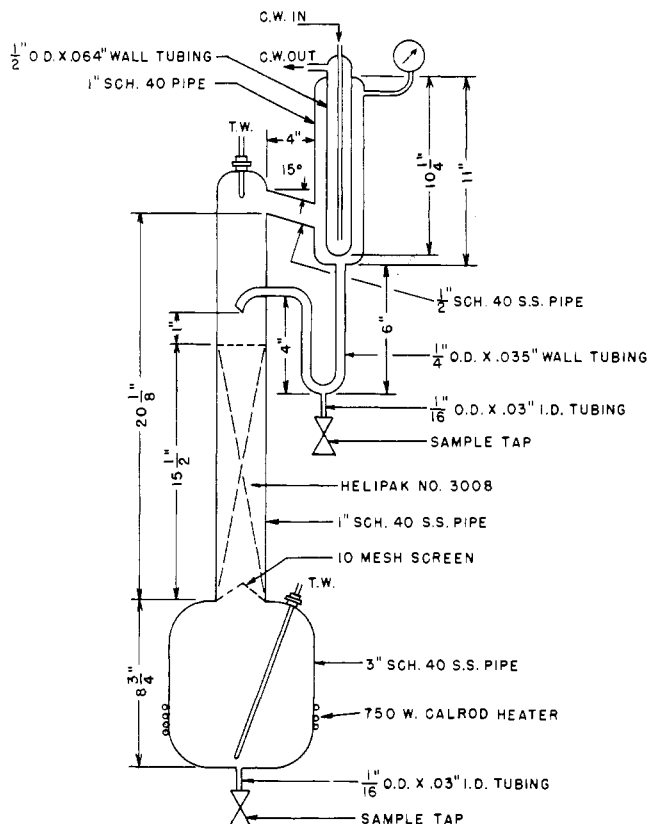 C.W. IN
1/2" O.D. X .064" WALL TUBING
C.W. OUT
1" SCH. 40 PIPE
T.W.
4"
15°
10 1/4"
11"
1/2" SCH. 40 S.S. PIPE
1"
4"
6"
1/4" O.D. X .035" WALL TUBING
20 1/8"
15 1/2"
1/16" O.D. X .03" I.D. TUBING
SAMPLE TAP
HELIPAK NO. 3008
1" SCH. 40 S.S. PIPE
10 MESH SCREEN
T.W.
8 3/4"
3" SCH. 40 S.S. PIPE
750 W. CALROD HEATER
1/16" O.D. X .03" I.D. TUBING
SAMPLE TAP